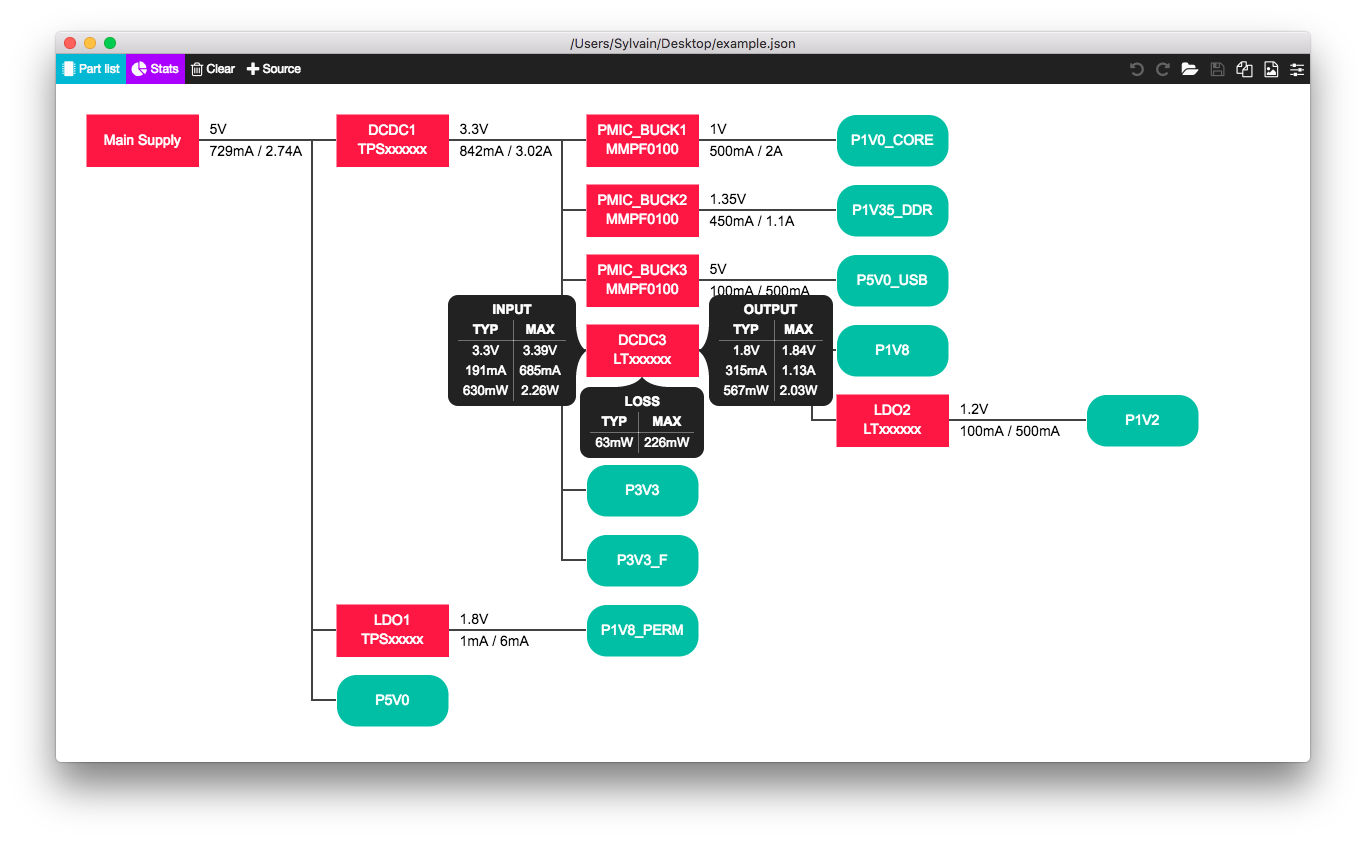 /Users/Sylvain/Desktop/example.json
Part list Stats Clear Source
Main Supply
5V
729mA / 2.74A
DCDC1
TPSxxxxxx
3.3V
842mA / 3.02A
PMIC_BUCK1
MMPF0100
1V
500mA / 2A
P1V0_CORE
PMIC_BUCK2
MMPF0100
1.35V
450mA / 1.1A
P1V35_DDR
PMIC_BUCK3
MMPF0100
5V
100mA / 500mA
P5V0_USB
INPUT
TYP MAX
3.3V 3.39V
191mA 685mA
630mW 2.26W
DCDC3
LTxxxxxx
OUTPUT
TYP MAX
1.8V 1.84V
315mA 1.13A
567mW 2.03W
P1V8
LOSS
TYP MAX
63mW 226mW
LDO2
LTxxxxxx
1.2V
100mA / 500mA
P1V2
P3V3
P3V3_F
LDO1
TPSxxxxx
1.8V
1mA / 6mA
P1V8_PERM
P5V0